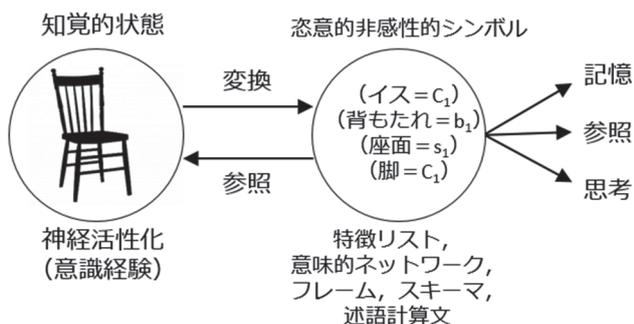 知覚的状態
恣意的非感性的シンボル
変換
参照
(イス＝C₁)
(背もたれ＝b₁)
(座面＝s₁)
(脚＝C₁)
記憶
参照
思考
神経活性化
(意識経験)
特徴リスト,
意味的ネットワーク,
フレーム, スキーマ,
述語計算文